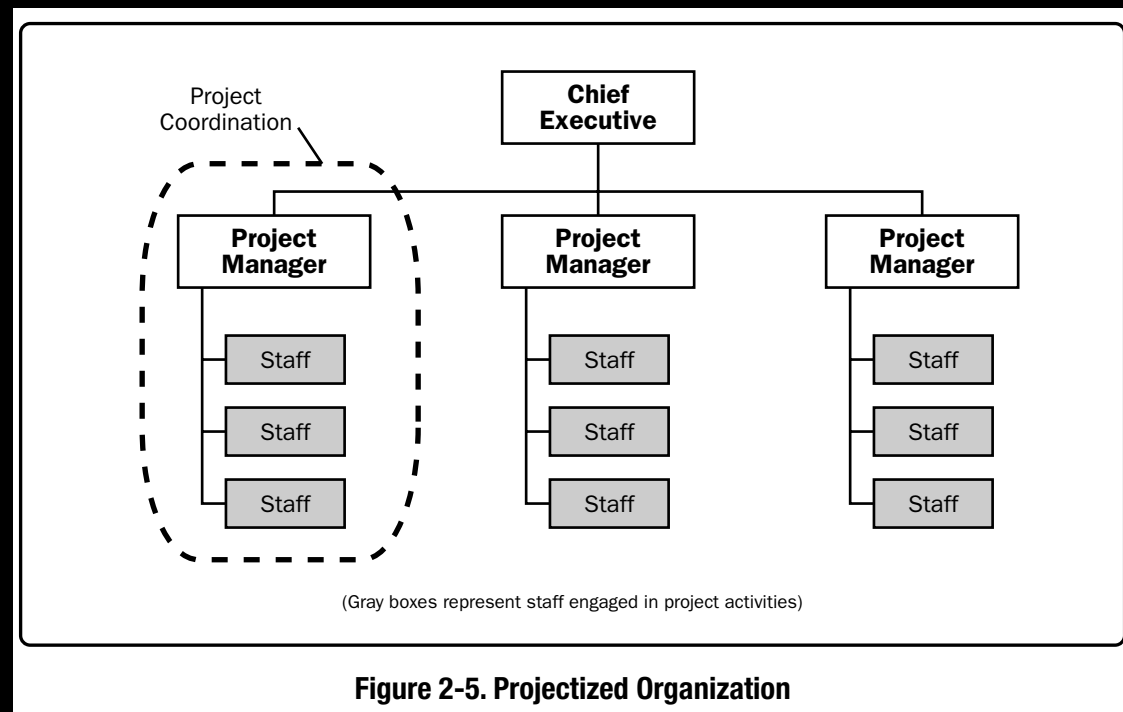 Project
Coordination
Chief
Executive
Project
Manager
Project
Manager
Project
Manager
Staff
Staff
Staff
Staff
Staff
Staff
Staff
Staff
Staff
(Gray boxes represent staff engaged in project activities)
Figure 2-5. Projectized Organization